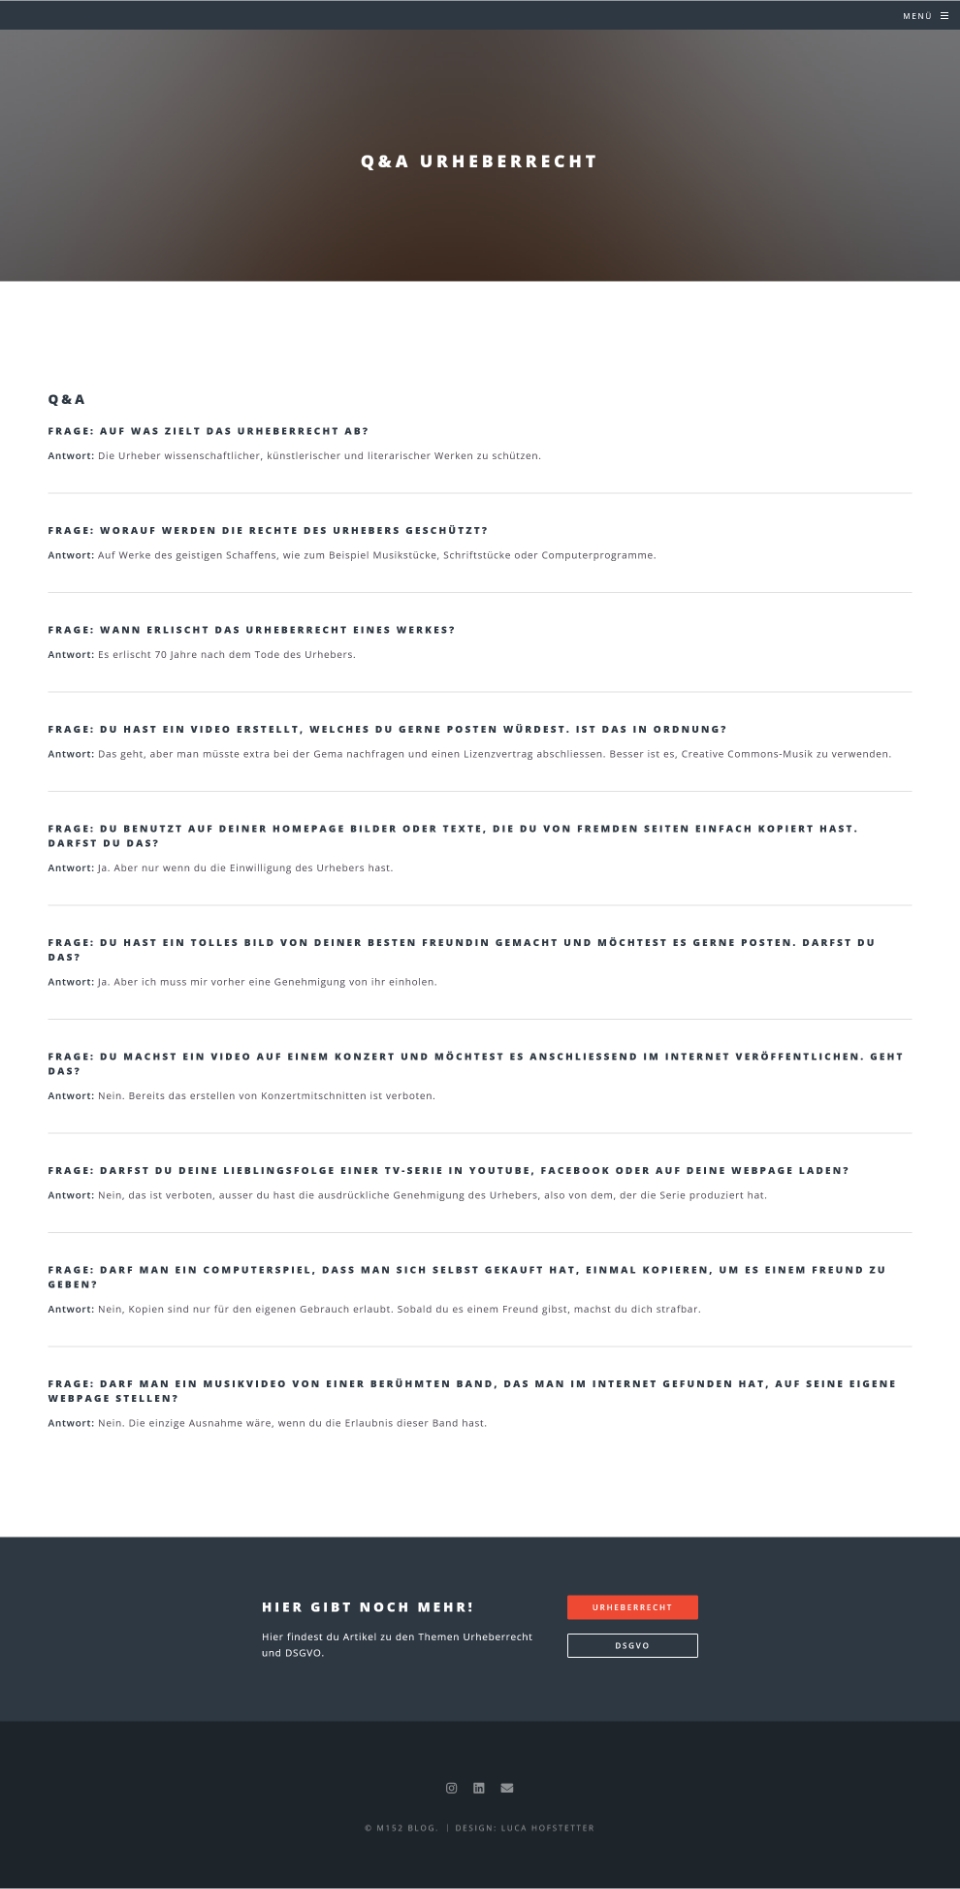 MENÜ
Q&A URHEBERRECHT
Q&A
FRAGE: AUF WAS ZIELT DAS URHEBERRECHT AB?
Antwort: Die Urheber wissenschaftlicher, künstlerischer und literarischer Werken zu schützen.
FRAGE: WORAUF WERDEN DIE RECHTE DES URHEBERS GESCHÜTZT?
Antwort: Auf Werke des geistigen Schaffens, wie zum Beispiel Musikstücke, Schriftstücke oder Computerprogramme.
FRAGE: WANN ERLISCHT DAS URHEBERRECHT EINES WERKES?
Antwort: Es erlischt 70 Jahre nach dem Tode des Urhebers.
FRAGE: DU HAST EIN VIDEO ERSTELLT, WELCHES DU GERNE POSTEN WÜRDEST. IST DAS IN ORDNUNG?
Antwort: Das geht, aber man müsste extra bei der Gema nachfragen und einen Lizenzvertrag abschliessen. Besser ist es, Creative Commons-Musik zu verwenden.
FRAGE: DU BENUTZT AUF DEINER HOMEPAGE BILDER ODER TEXTE, DIE DU VON FREMDEN SEITEN EINFACH KOPIERT HAST.
DARFST DU DAS?
Antwort: Ja. Aber nur wenn du die Einwilligung des Urhebers hast.
FRAGE: DU HAST EIN TOLLES BILD VON DEINER BESTEN FREUNDIN GEMACHT UND MÖCHTEST ES GERNE POSTEN. DARFST DU
DAS?
Antwort: Ja. Aber ich muss mir vorher eine Genehmigung von ihr einholen.
FRAGE: DU MACHST EIN VIDEO AUF EINEM KONZERT UND MÖCHTEST ES ANSCHLIESSEND IM INTERNET VERÖFFENTLICHEN. GEHT
DAS?
Antwort: Nein. Bereits das erstellen von Konzertmitschnitten ist verboten.
FRAGE: DARFST DU DEINE LIEBLINGSFOLGE EINER TV-SERIE IN YOUTUBE, FACEBOOK ODER AUF DEINE WEBPAGE LADEN?
Antwort: Nein, das ist verboten, ausser du hast die ausdrückliche Genehmigung des Urhebers, also von dem, der die Serie produziert hat.
FRAGE: DARF MAN EIN COMPUTERSPIEL, DASS MAN SICH SELBST GEKAUFT HAT, EINMAL KOPIEREN, UM ES EINEM FREUND ZU
GEBEN?
Antwort: Nein, Kopien sind nur für den eigenen Gebrauch erlaubt. Sobald du es einem Freund gibst, machst du dich strafbar.
FRAGE: DARF MAN EIN MUSIKVIDEO VON EINER BERÜHMTEN BAND, DAS MAN IM INTERNET GEFUNDEN HAT, AUF SEINE EIGENE
WEBPAGE STELLEN?
Antwort: Nein. Die einzige Ausnahme wäre, wenn du die Erlaubnis dieser Band hast.
HIER GIBT NOCH MEHR!
Hier findest du Artikel zu den Themen Urheberrecht
und DSGVO.
URHEBERRECHT
DSGVO
© M152 BLOG. | DESIGN: LUCA HOFSTETTER